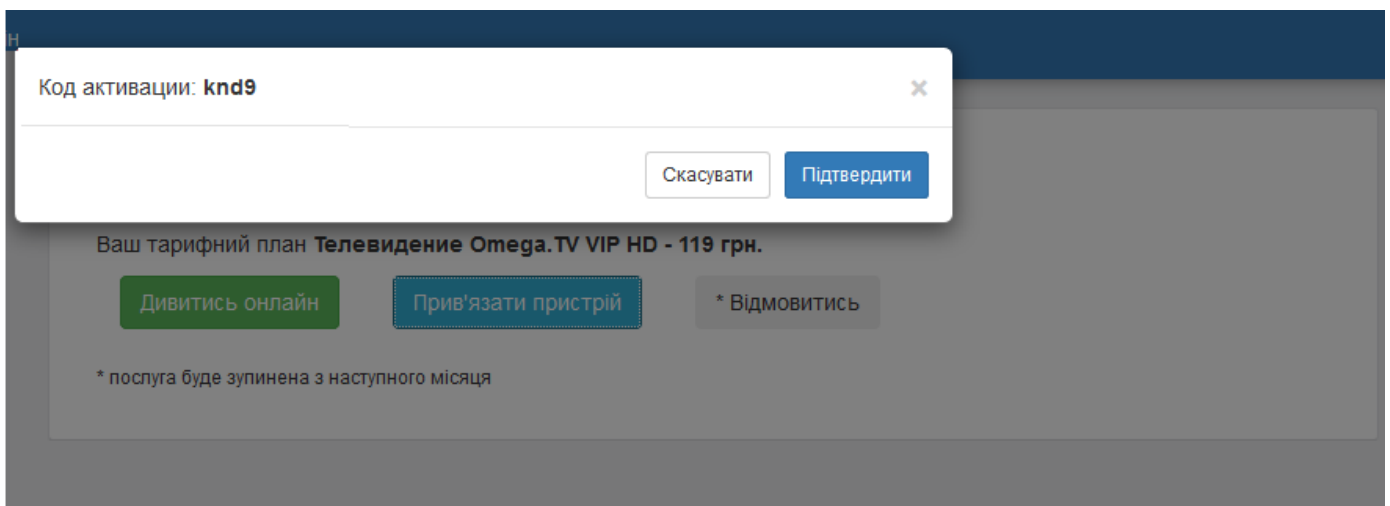 н
Код активации: knd9
×
Скасувати Підтвердити
Ваш тарифний план Телевидение Omega.TV VIP HD - 119 грн.
Дивитись онлайн Прив'язати пристрій * Відмовитись
* послуга буде зупинена з наступного місяця